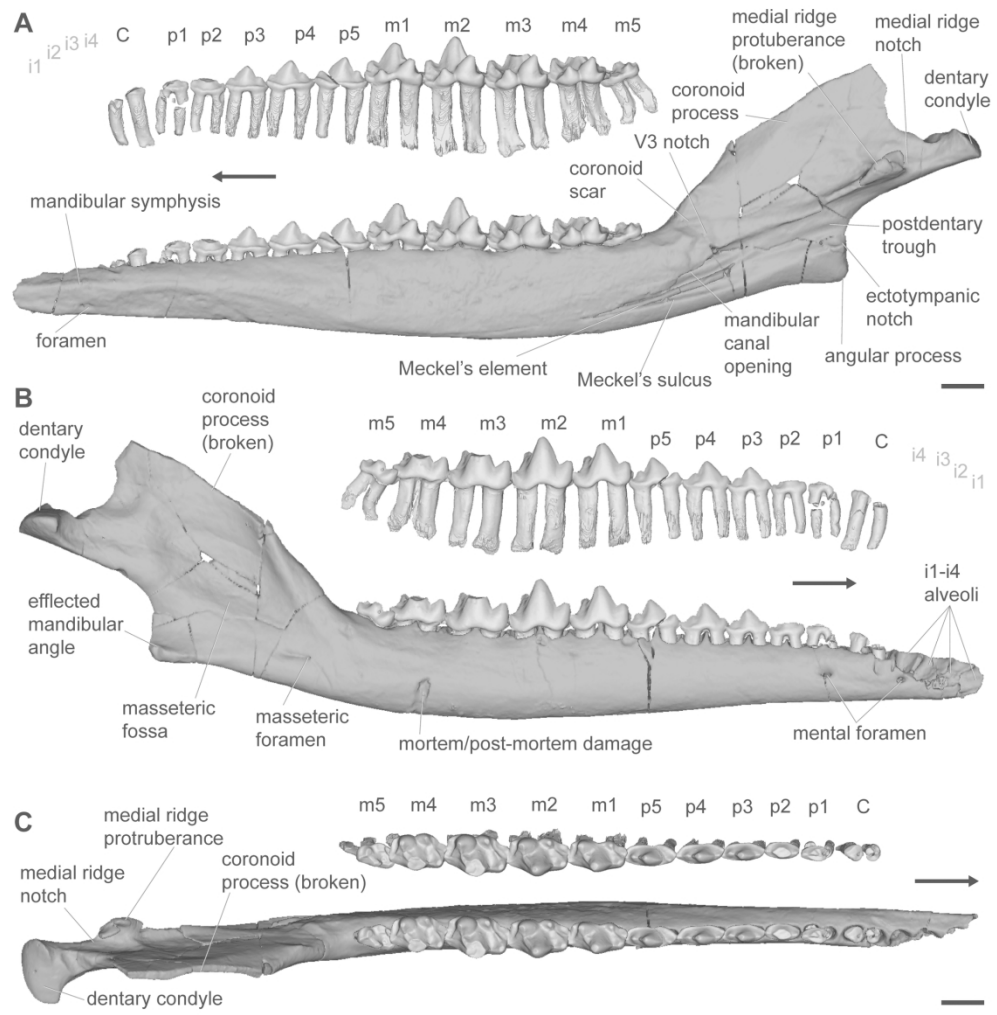 A
i1 i2 i3 i4 C p1 p2 p3 p4 p5 m1 m2 m3 m4 m5
medial ridge
protuberance
(broken)
medial ridge
notch
dentary
condyle
coronoid
process
V3 notch
coronoid
scar
mandibular symphysis
postdentary
trough
foramen
ectotympanic
notch
Meckel's element
mandibular
canal
opening
Meckel's sulcus
angular process
B
coronoid
process
(broken)
dentary
condyle
m5 m4 m3 m2 m1 p5 p4 p3 p2 p1 C i4 i3 i2 i1
i1-i4
alveoli
efflected
mandibular
angle
masseteric
fossa
masseteric
foramen
mortem/post-mortem damage
mental foramen
C
m5 m4 m3 m2 m1 p5 p4 p3 p2 p1 C
medial ridge
protruberance
coronoid
process (broken)
medial ridge
notch
dentary condyle